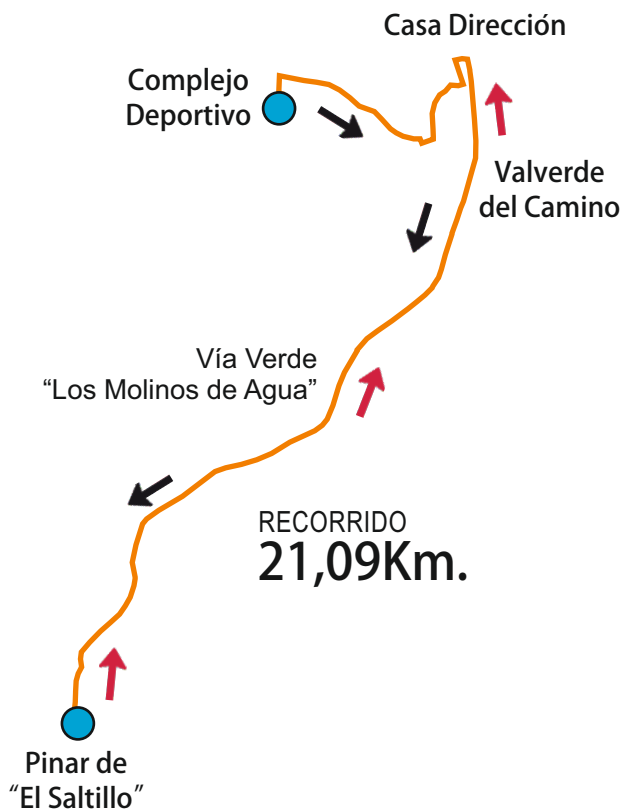 Casa Dirección
Complejo
Deportivo
Valverde
del Camino
Vía Verde
“Los Molinos de Agua”
RECORRIDO
21,09Km.
Pinar de
“El Saltillo”